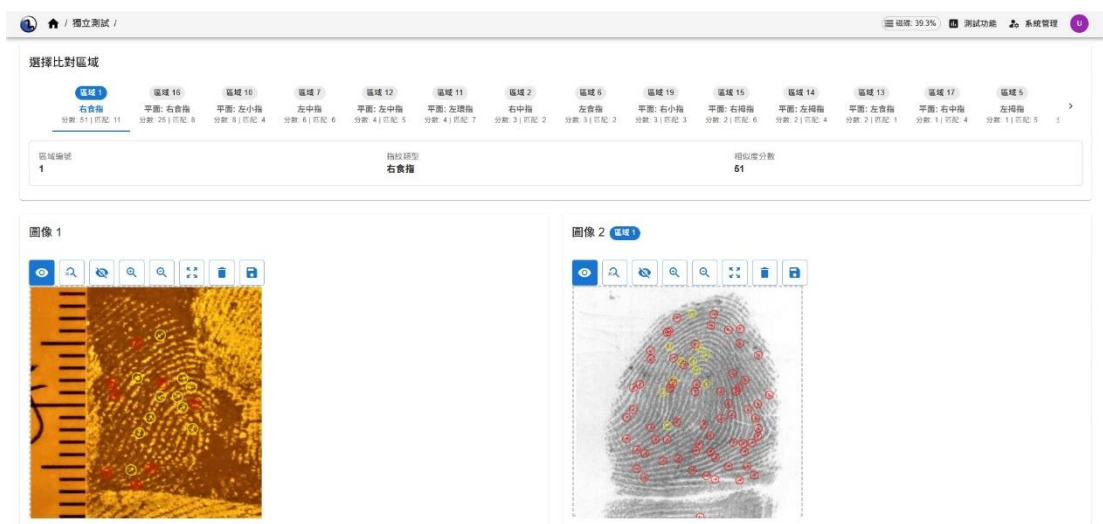 / 獨立測試 /
磁碟: 39.3%
測試功能
系統管理
U
選擇比對區域
區域 1
右食指
分數: 51 | 匹配: 11
區域 16
平面: 右食指
分數: 25 | 匹配: 8
區域 10
平面: 左小指
分數: 8 | 匹配: 4
區域 7
左中指
分數: 6 | 匹配: 6
區域 12
平面: 左中指
分數: 4 | 匹配: 5
區域 11
平面: 左環指
分數: 4 | 匹配: 7
區域 2
右中指
分數: 3 | 匹配: 2
區域 6
左食指
分數: 3 | 匹配: 2
區域 19
平面: 右小指
分數: 3 | 匹配: 3
區域 15
平面: 右拇指
分數: 2 | 匹配: 6
區域 14
平面: 左拇指
分數: 2 | 匹配: 4
區域 13
平面: 左食指
分數: 2 | 匹配: 1
區域 17
平面: 右中指
分數: 1 | 匹配: 4
區域 5
左拇指
分數: 1 | 匹配: 5
區域編號
1
指紋類型
右食指
相似度分數
51
圖像 1
圖像 2 區域 1